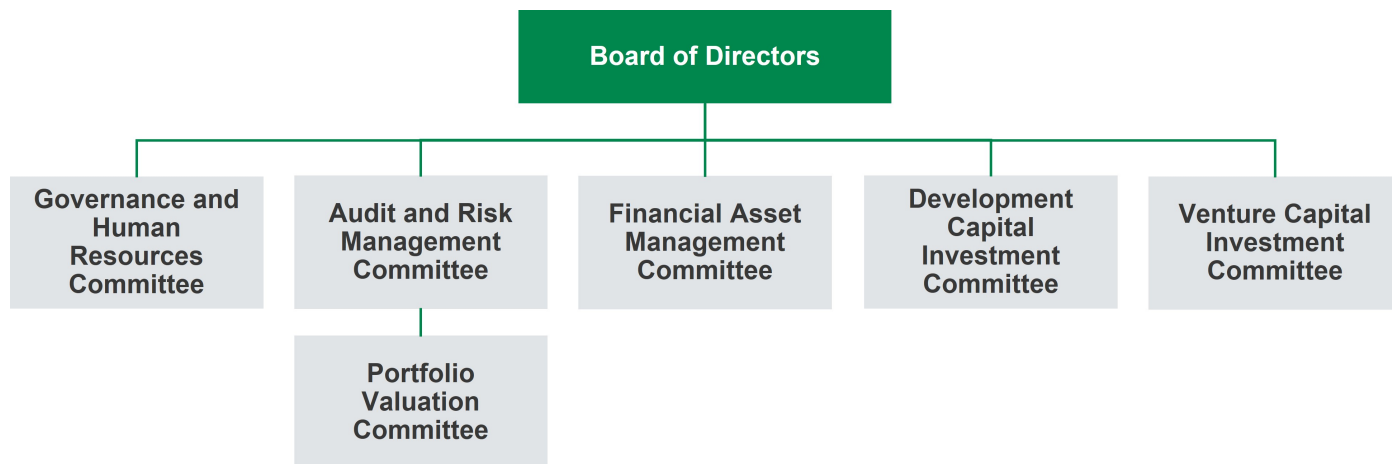 Board of Directors
Governance and
Human
Resources
Committee
Audit and Risk
Management
Committee
Financial Asset
Management
Committee
Development
Capital
Investment
Committee
Venture Capital
Investment
Committee
Portfolio
Valuation
Committee